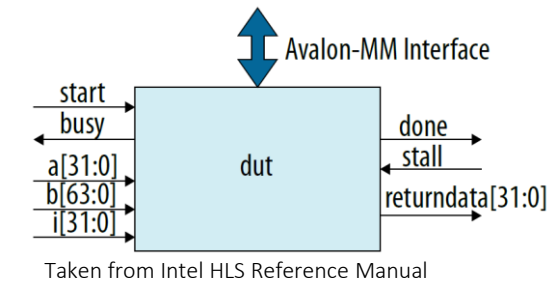 Avalon-MM Interface
start
busy
a[31:0]
b[63:0]
i[31:0]
dut
done
stall
returndata[31:0]
Taken from Intel HLS Reference Manual